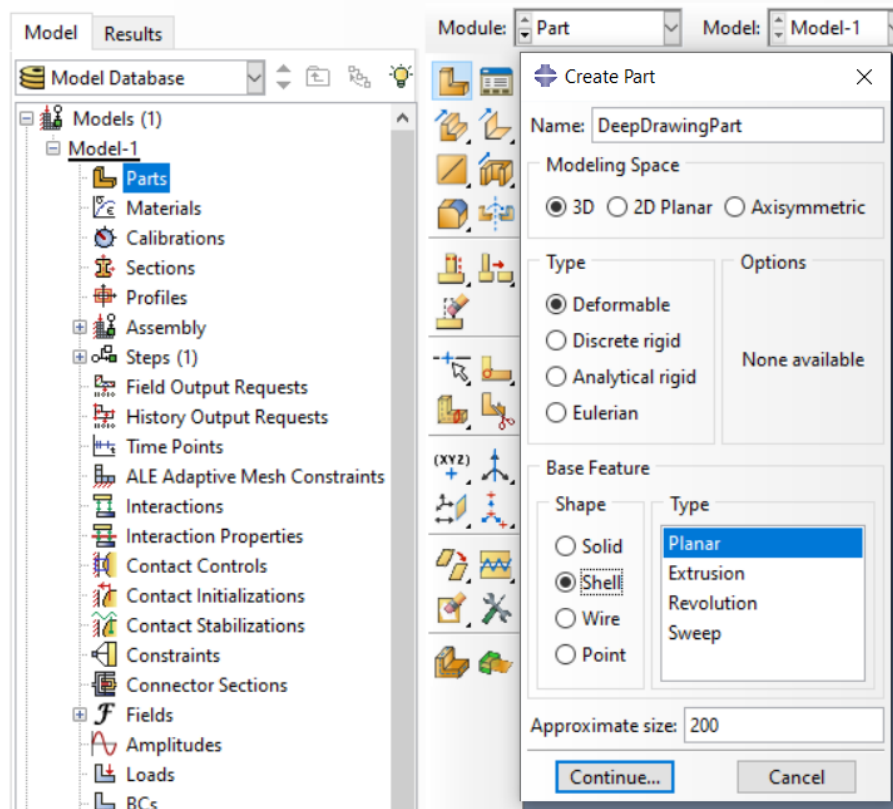 Model Results
Model Database
Models (1)
Model-1
Parts
Materials
Calibrations
Sections
Profiles
Assembly
Steps (1)
Field Output Requests
History Output Requests
Time Points
ALE Adaptive Mesh Constraints
Interactions
Interaction Properties
Contact Controls
Contact Initializations
Contact Stabilizations
Constraints
Connector Sections
Fields
Amplitudes
Loads
BCs
Module: Part Model: Model-1
(XYZ)
Create Part
Name: DeepDrawingPart
Modeling Space
3D 2D Planar Axisymmetric
Type
Deformable
Discrete rigid
Analytical rigid
Eulerian
Options
None available
Base Feature
Shape
Solid
Shell
Wire
Point
Type
Planar
Extrusion
Revolution
Sweep
Approximate size: 200
Continue... Cancel